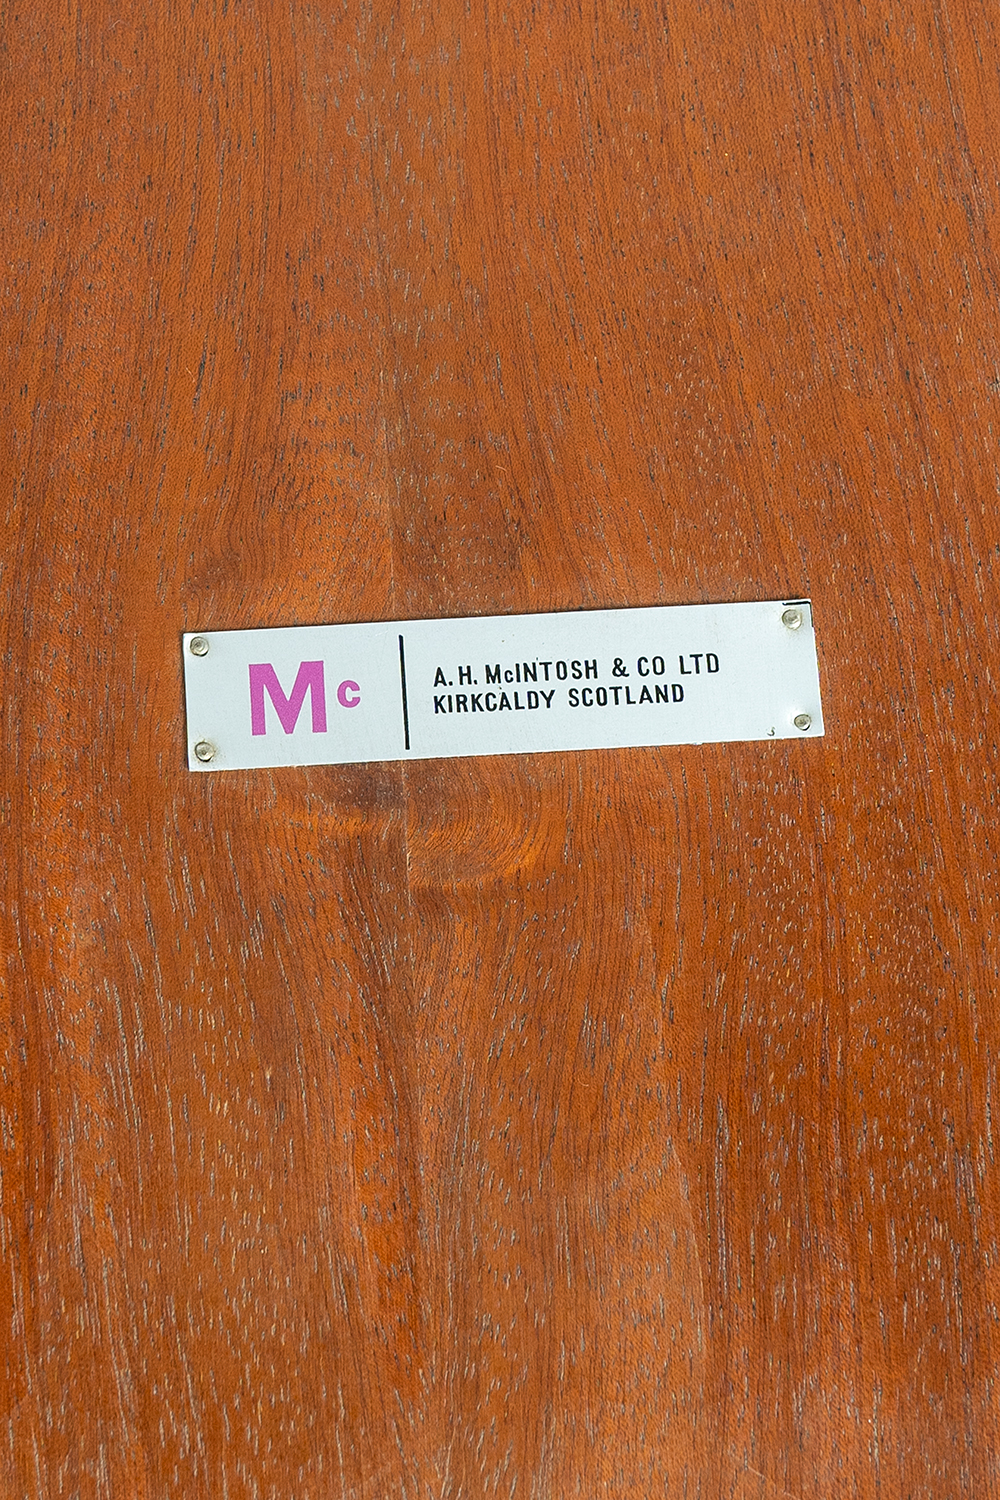 Mc
A.H. McINTOSH & CO LTD
KIRKCALDY SCOTLAND